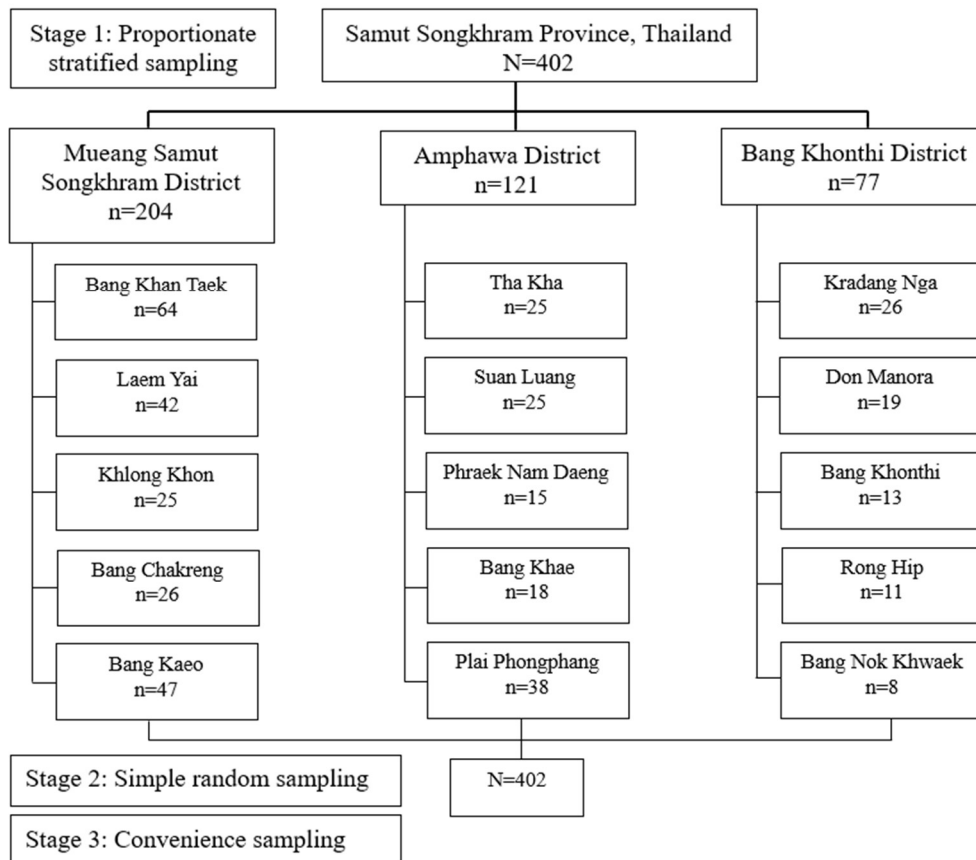 Stage 1: Proportionate
stratified sampling
Samut Songkhram Province, Thailand
N=402
Mueang Samut
Songkhram District
n=204
Amphawa District
n=121
Bang Khonthi District
n=77
Bang Khan Taek
n=64
Tha Kha
n=25
Kradang Nga
n=26
Laem Yai
n=42
Suan Luang
n=25
Don Manora
n=19
Khlong Khon
n=25
Phraek Nam Daeng
n=15
Bang Khonthi
n=13
Bang Chakreng
n=26
Bang Khae
n=18
Rong Hip
n=11
Bang Kaeo
n=47
Plai Phongphang
n=38
Bang Nok Khwaek
n=8
Stage 2: Simple random sampling
N=402
Stage 3: Convenience sampling